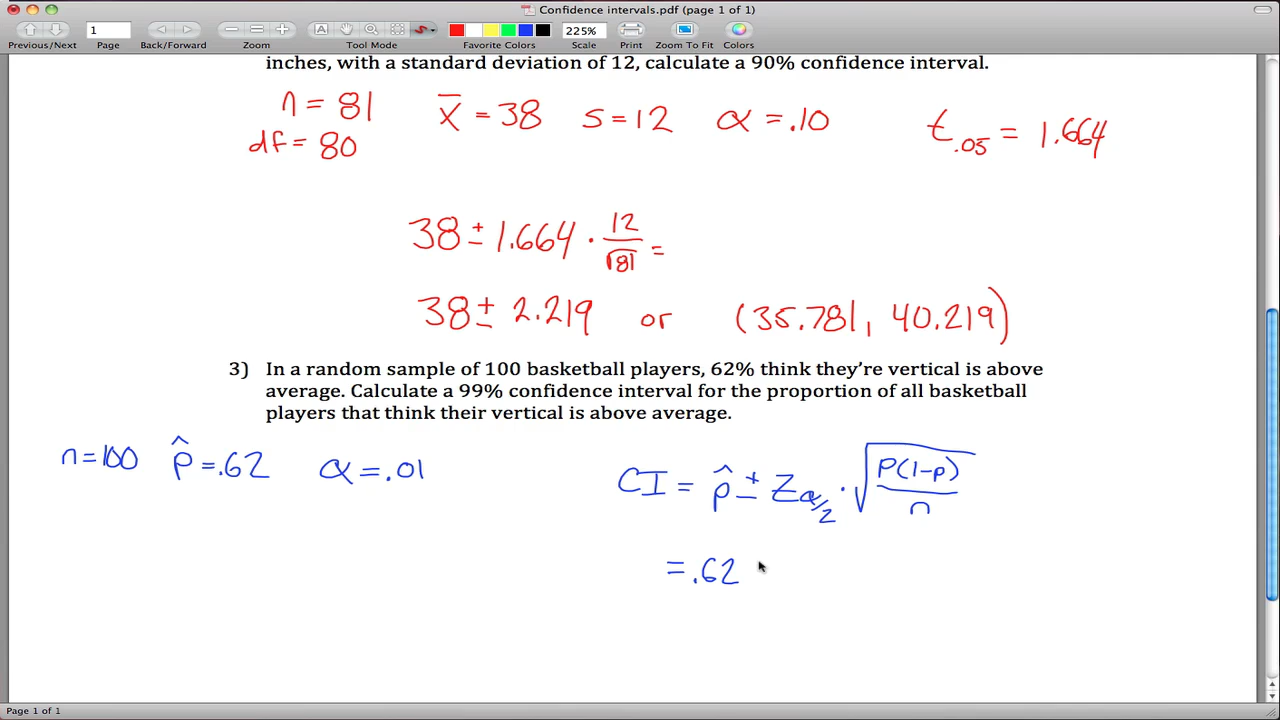 Confidence intervals.pdf (page 1 of 1)
1
225%
Previous/Next Page Back/Forward Zoom Tool Mode Favorite Colors Scale Print Zoom To Fit Colors
inches, with a standard deviation of 12, calculate a 90% confidence interval.
n = 81 x̄ = 38 s = 12 α = .10 t.05 = 1.664
df = 80
38 ± 1.664 · 12/√81 =
38 ± 2.219 or (35.781, 40.219)
3) In a random sample of 100 basketball players, 62% think they're vertical is above
average. Calculate a 99% confidence interval for the proportion of all basketball
players that think their vertical is above average.
n=100 p̂ = .62 α = .01
CI = p̂ ± Zα/2 · √(P(1-p)/n)
= .62
Page 1 of 1